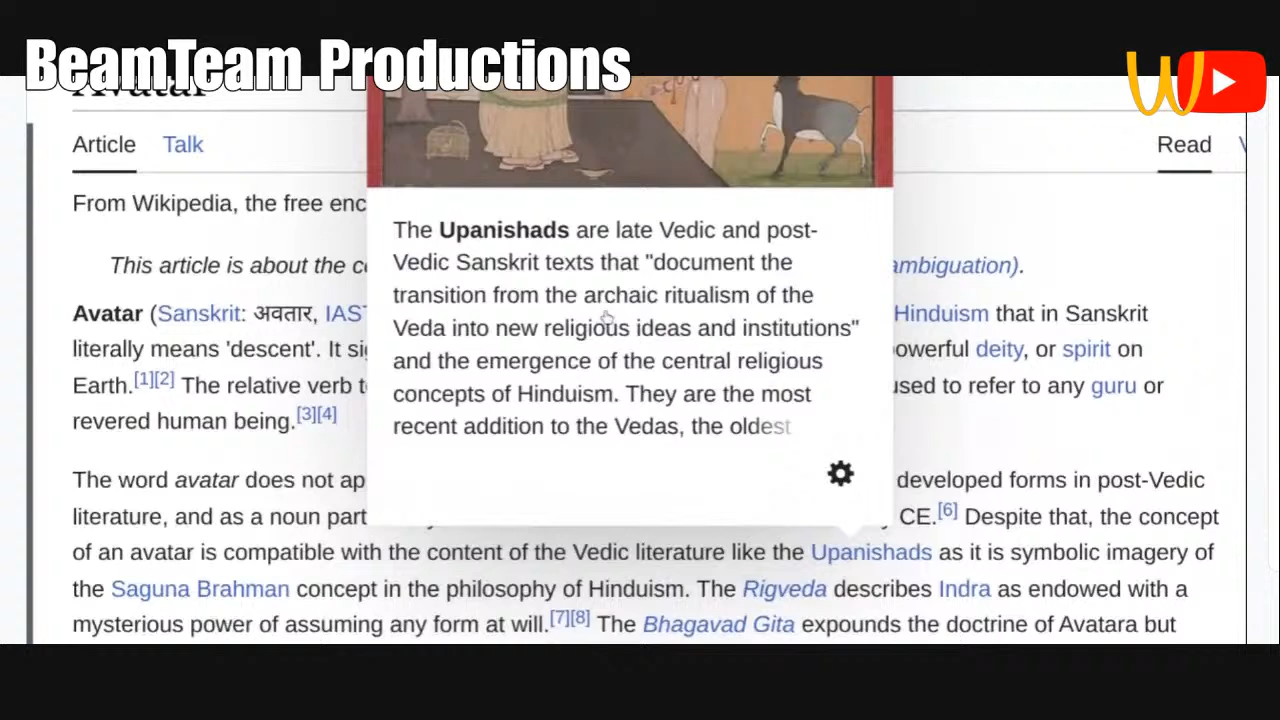 BeamTeam Productions
Avatar
Article Talk
Read
From Wikipedia, the free enc
This article is about the c
ambiguation).
Avatar (Sanskrit: अवतार, IAS
Hinduism that in Sanskrit
literally means 'descent'. It si
powerful deity, or spirit on
Earth.[1][2] The relative verb t
used to refer to any guru or
revered human being.[3][4]
The Upanishads are late Vedic and post-
Vedic Sanskrit texts that "document the
transition from the archaic ritualism of the
Veda into new religious ideas and institutions"
and the emergence of the central religious
concepts of Hinduism. They are the most
recent addition to the Vedas, the oldest
The word avatar does not ap
developed forms in post-Vedic
literature, and as a noun part
CE.[6] Despite that, the concept
of an avatar is compatible with the content of the Vedic literature like the Upanishads as it is symbolic imagery of
the Saguna Brahman concept in the philosophy of Hinduism. The Rigveda describes Indra as endowed with a
mysterious power of assuming any form at will.[7][8] The Bhagavad Gita expounds the doctrine of Avatara but